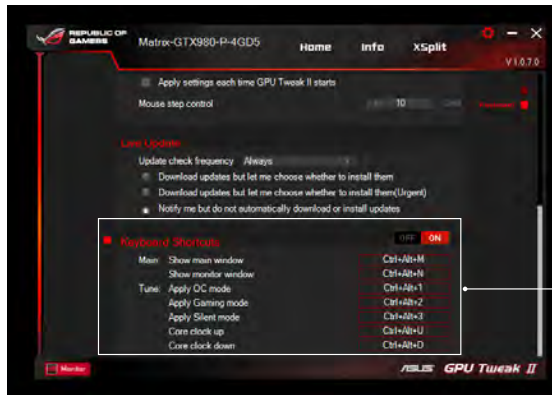 REPUBLIC OF
GAMERS
Matrix-GTX980-P-4GD5
Home Info XSplit
V1.0.7.0
Apply settings each time GPU Tweak II starts
Mouse step control 10
Live Update
Update check frequency Always
Download updates but let me choose whether to install them
Download updates but let me choose whether to install them(Urgent)
Notify me but do not automatically download or install updates
Keyboard Shortcuts OFF ON
Main: Show main window Ctrl+Alt+M
Show monitor window Ctrl+Alt+N
Tune: Apply OC mode Ctrl+Alt+1
Apply Gaming mode Ctrl+Alt+2
Apply Silent mode Ctrl+Alt+3
Core clock up Ctrl+Alt+U
Core clock down Ctrl+Alt+D
Monitor
ASUS GPU Tweak II